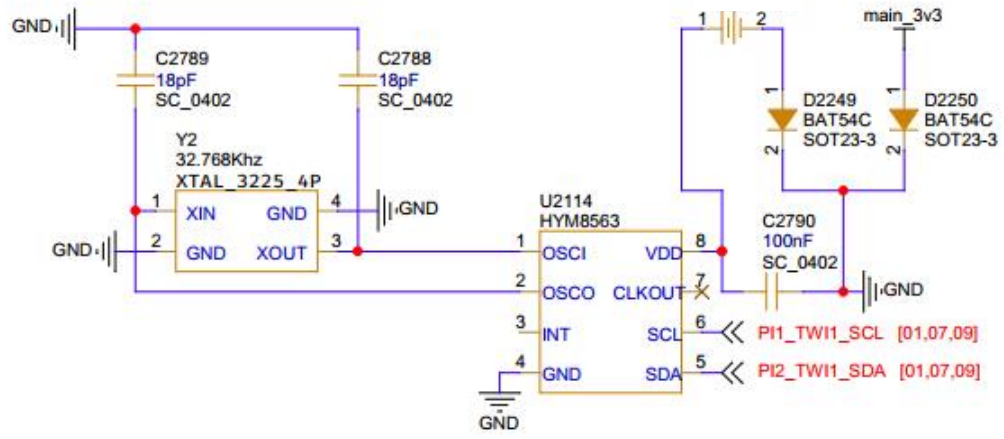 GND
C2789
18pF
SC_0402
C2788
18pF
SC_0402
1
2
main_3v3
1
2
D2249
BAT54C
SOT23-3
1
2
D2250
BAT54C
SOT23-3
Y2
32.768Khz
XTAL_3225_4P
1
XIN
GND
4
GND
GND
2
GND
XOUT
3
U2114
HYM8563
1
OSCI
VDD
8
2
OSCO
CLKOUT
7
3
INT
SCL
6
4
GND
SDA
5
C2790
100nF
SC_0402
GND
PI1_TWI1_SCL [01,07,09]
PI2_TWI1_SDA [01,07,09]
GND